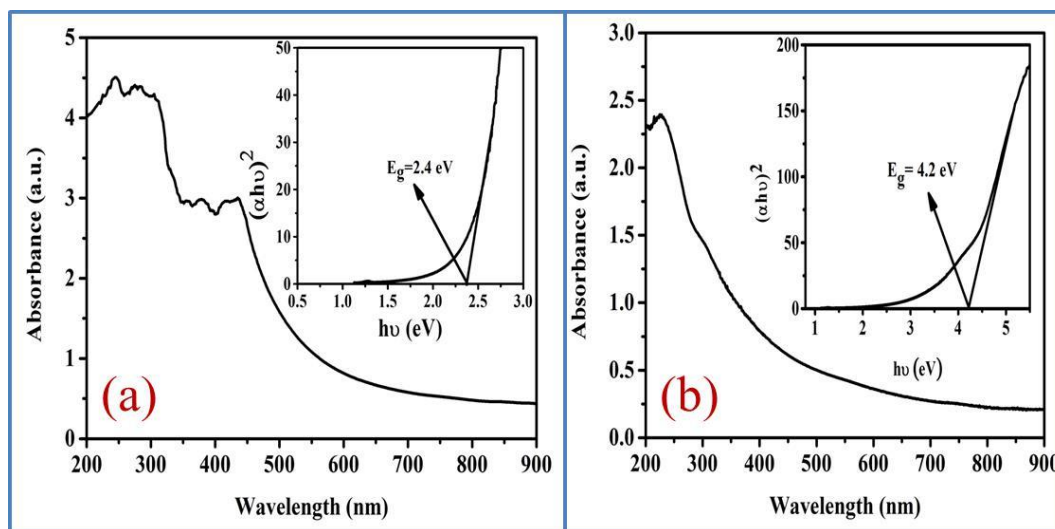 5
4
3
2
1
0
Absorbance (a.u.)
200 300 400 500 600 700 800 900
Wavelength (nm)
(a)
50
40
30
20
10
0
(αhυ)²
E_g=2.4 eV
0.5 1.0 1.5 2.0 2.5 3.0
hυ (eV)
3.0
2.5
2.0
1.5
1.0
0.5
0.0
Absorbance (a.u.)
200 300 400 500 600 700 800 900
Wavelength (nm)
(b)
200
150
100
50
0
(αhυ)²
E_g= 4.2 eV
1 2 3 4 5
hυ (eV)